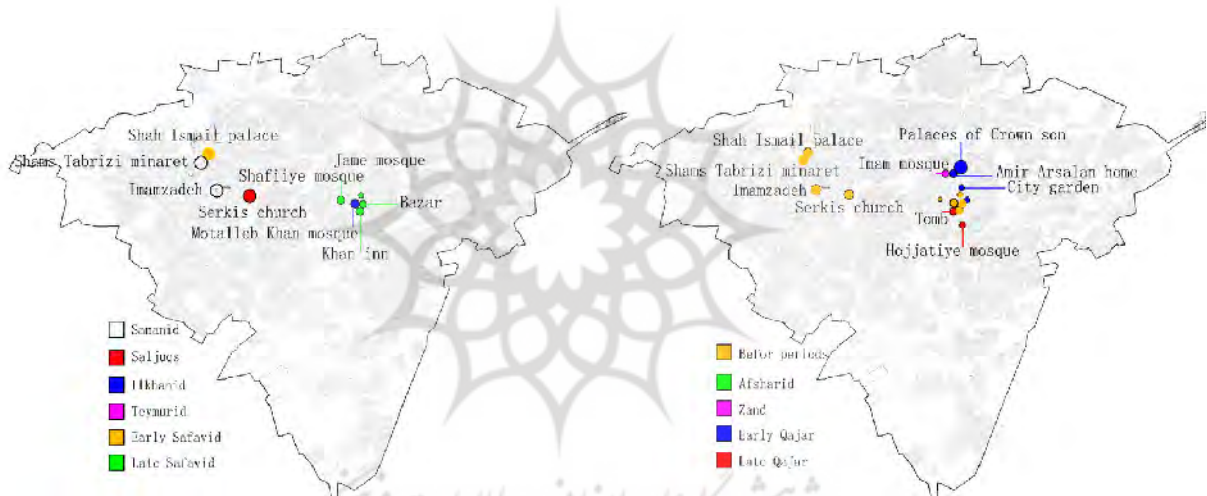 Shah Ismail palace
Shams Tabrizi minaret
Jame mosque
Shafiiye mosque
Imamzadeh
Bazar
Serkis church
Motalleh Khan mosque
Khan inn
Samanid
Saljuqs
Ilkhanid
Teymurid
Early Safavid
Late Safavid
Palaces of Crown son
Shah Ismail palace
Imam mosque
Shams Tabrizi minaret
Amir Arsalan home
Imamzadeh
City garden
Serkis church
Tomb
Hojjatiye mosque
Befor periods
Afsharid
Zand
Early Qajar
Late Qajar